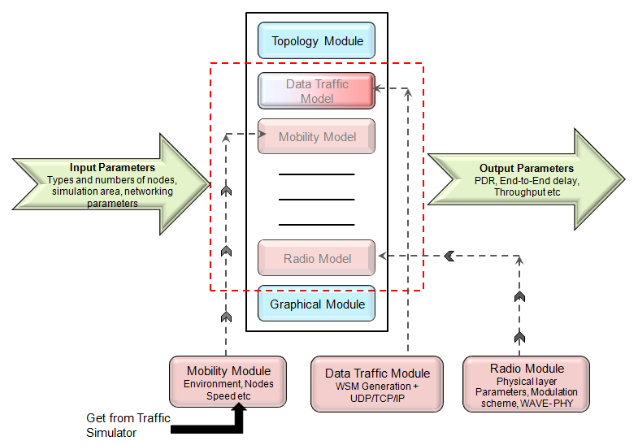 Topology Module
Data Traffic
Model
Mobility Model
Input Parameters
Types and numbers of nodes,
simulation area, networking
parameters
Output Parameters
PDR, End-to-End delay,
Throughput etc
Radio Model
Graphical Module
Mobility Module
Environment, Nodes
Speed etc
Data Traffic Module
WSM Generation +
UDP/TCP/IP
Radio Module
Physical layer
Parameters, Modulation
scheme, WAVE- PHY
Get from Traffic
Simulator